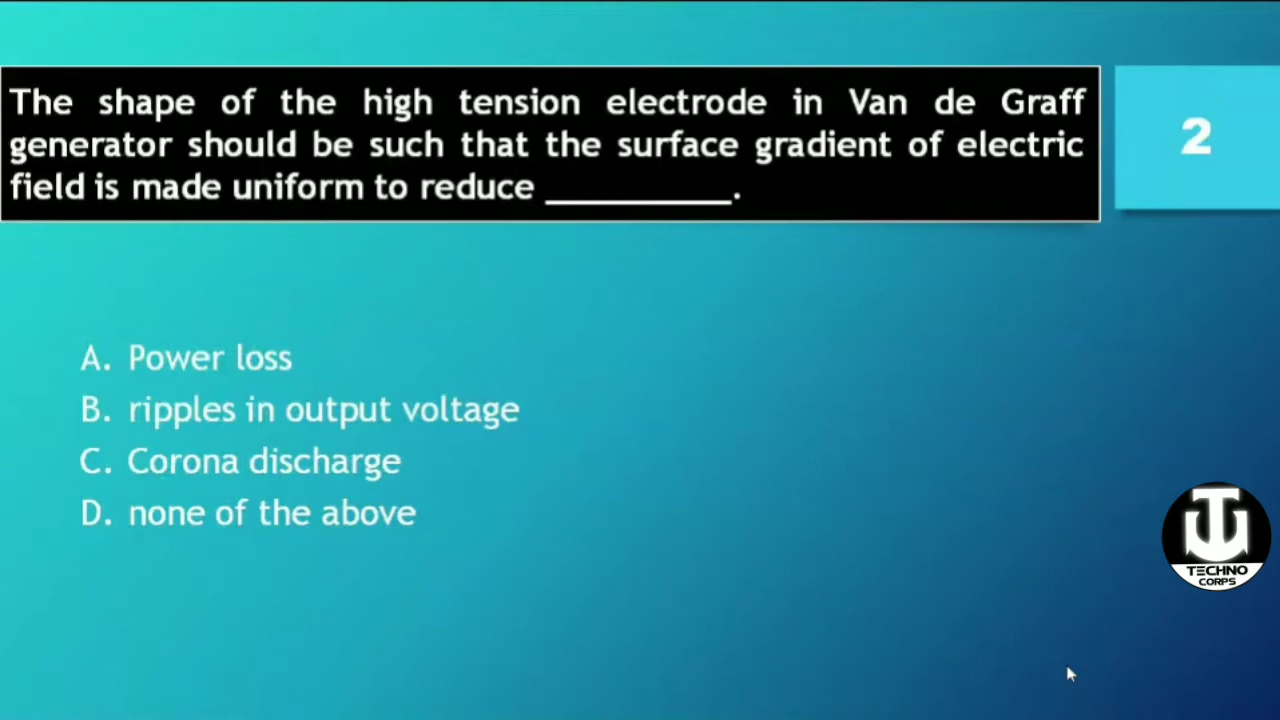 The shape of the high tension electrode in Van de Graff
generator should be such that the surface gradient of electric
field is made uniform to reduce __________.
2
A. Power loss
B. ripples in output voltage
C. Corona discharge
D. none of the above
TECHNO
CORPS